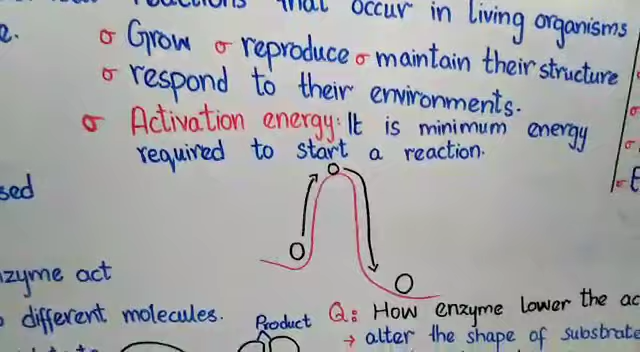 that occur in living organisms
e. σ Grow σ reproduce σ maintain their structure
σ respond to their environments.
σ Activation energy: It is minimum energy
required to start a reaction.
sed
zyme act
different molecules.
Product
Q: How enzyme lower the ac
→ alter the shape of substrate